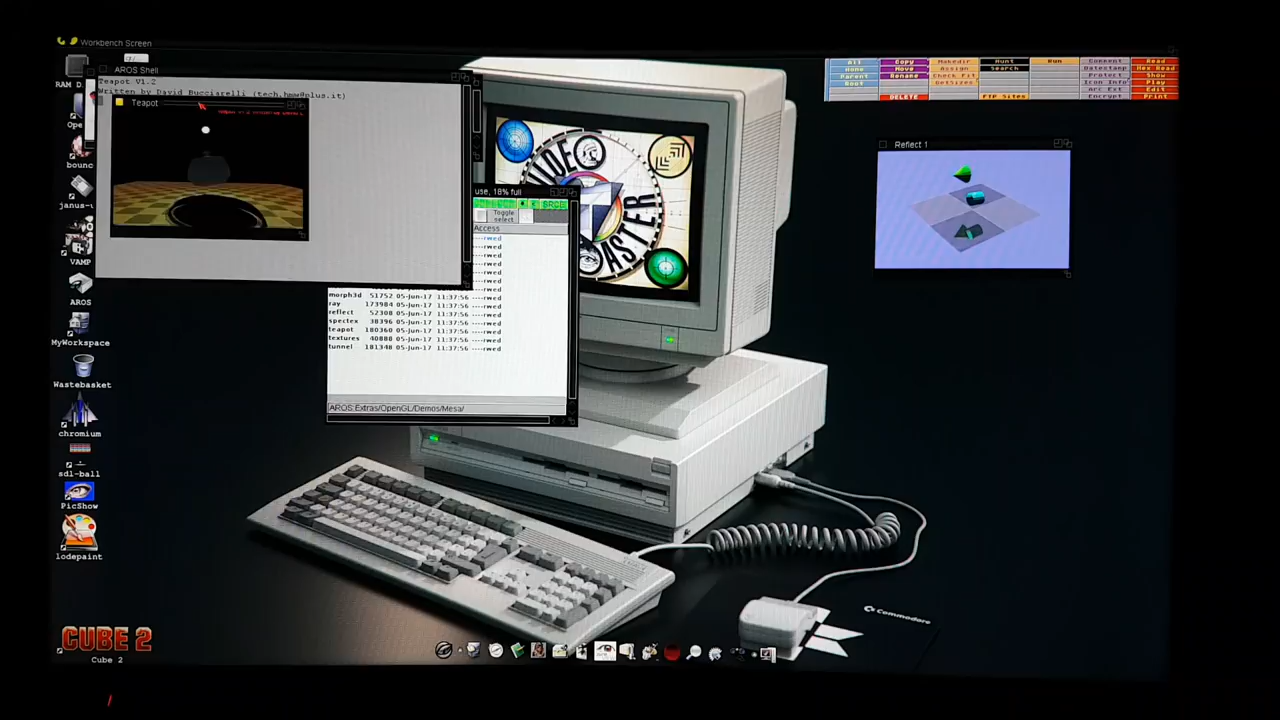 Workbench Screen
RAM D
AROS Shell
Teapot V1.2
Written by David Bucciarelli (tech.hmw@plus.it)
Teapot
Ope
bounc
janus-u
VAMP
AROS
MyWorkspace
Wastebasket
chromium
sdl-ball
PicShow
lodepaint
CUBE 2
Cube 2
use, 18% full
Toggle
select
Access
----rwed
----rwed
----rwed
----rwed
----rwed
----rwed
morph3d 51752 05-Jun-17 11:37:56 ----rwed
ray 173984 05-Jun-17 11:37:56 ----rwed
reflect 52308 05-Jun-17 11:37:56 ----rwed
spectex 38396 05-Jun-17 11:37:56 ----rwed
teapot 180360 05-Jun-17 11:37:56 ----rwed
textures 40888 05-Jun-17 11:37:56 ----rwed
tunnel 181348 05-Jun-17 11:37:56 ----rwed
AROS:Extras/OpenGL/Demos/Mesa/
All Copy Makedir Hunt Run Comment Read
Home Move Assign Search Datestamp Hex Read
Parent Rename Check Fit Protect Show
Root GetSizes Icon Info Play
Arc Ext Edit
DELETE FTP Sites Encrypt Print
Reflect 1
Commodore